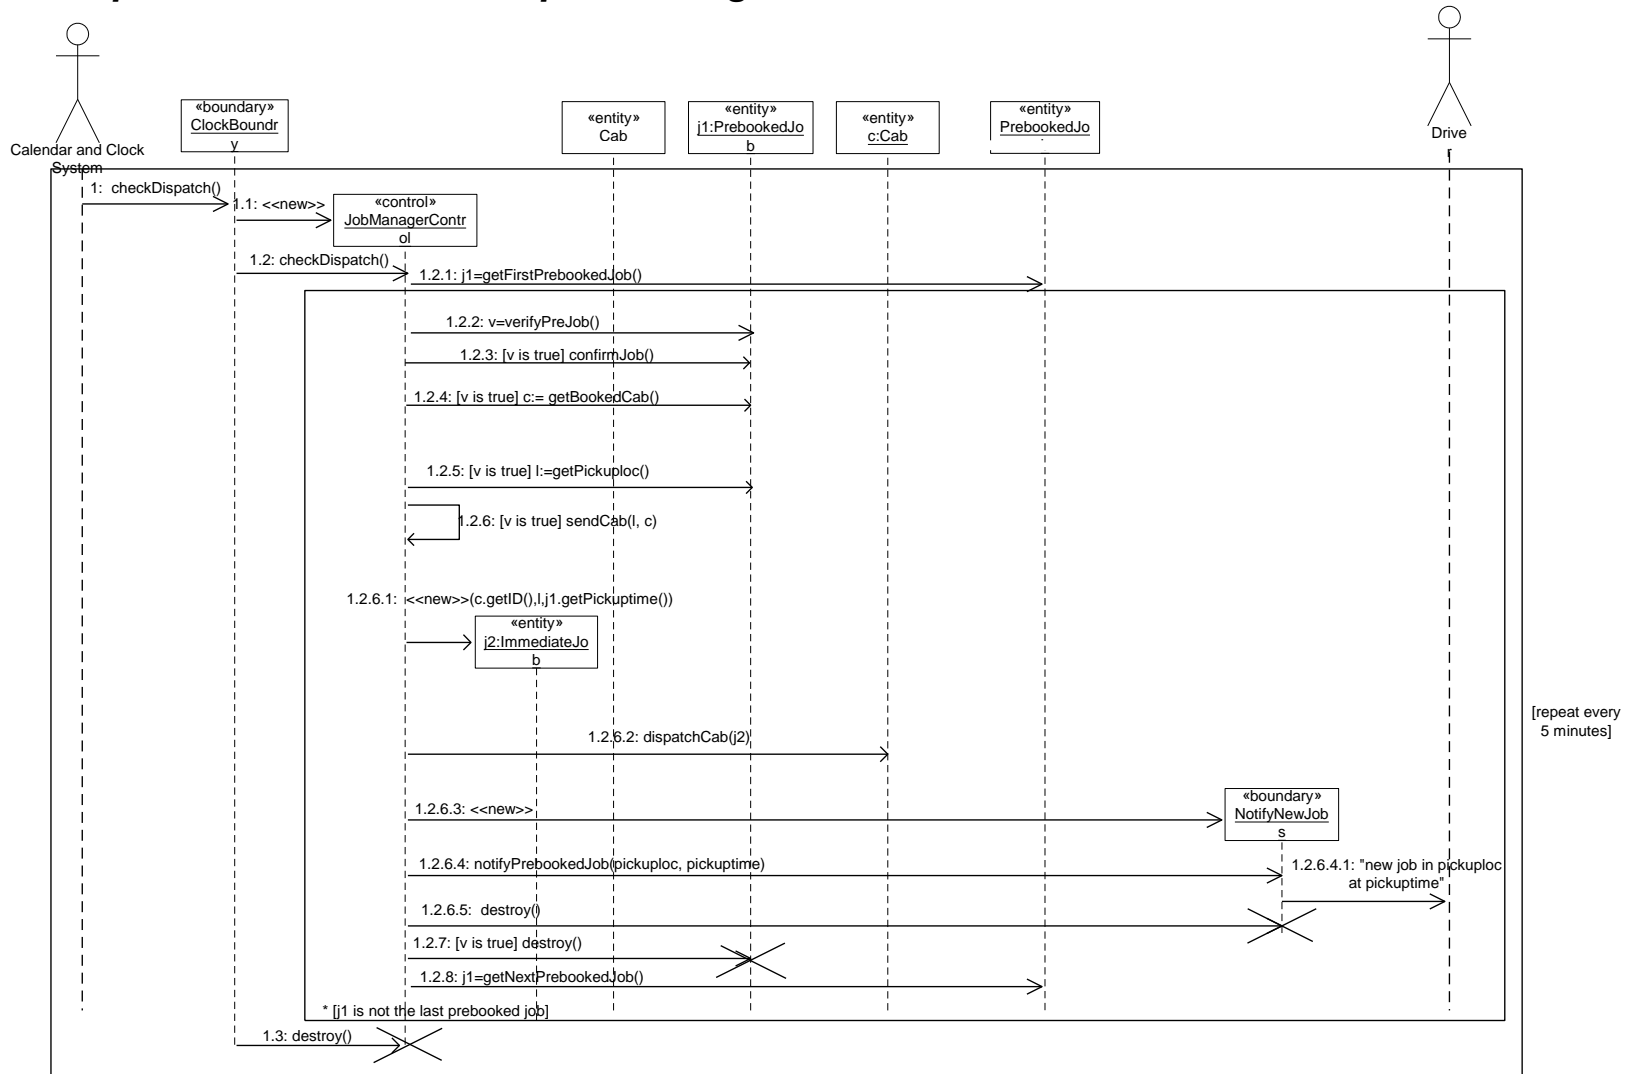 «boundary»
ClockBoundr
y
«entity»
Cab
«entity»
j1:PrebookedJo
b
«entity»
c:Cab
«entity»
PrebookedJo
Calendar and Clock
System
Drive
r
1: checkDispatch()
1.1: <<new>>
«control»
JobManagerContr
ol
1.2: checkDispatch()
1.2.1: j1=getFirstPrebookedJob()
1.2.2: v=verifyPreJob()
1.2.3: [v is true] confirmJob()
1.2.4: [v is true] c:= getBookedCab()
1.2.5: [v is true] l:=getPickuploc()
1.2.6: [v is true] sendCab(l, c)
1.2.6.1: <<new>>(c.getID(),l,j1.getPickuptime())
«entity»
j2:ImmediateJo
b
[repeat every
5 minutes]
1.2.6.2: dispatchCab(j2)
1.2.6.3: <<new>>
«boundary»
NotifyNewJob
s
1.2.6.4: notifyPrebookedJob(pickuploc, pickuptime)
1.2.6.4.1: "new job in pickuploc
at pickuptime"
1.2.6.5: destroy()
1.2.7: [v is true] destroy()
1.2.8: j1=getNextPrebookedJob()
* [j1 is not the last prebooked job]
1.3: destroy()